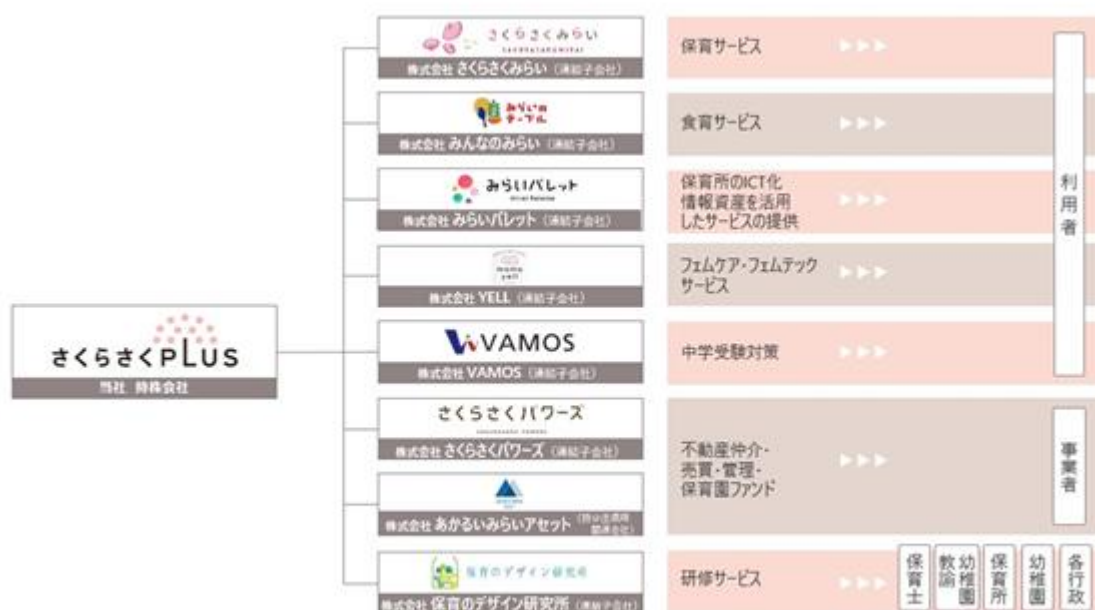 さくらさくPLUS
当社 持株会社
さくらさくみらい
株式会社 さくらさくみらい (連結子会社)
保育サービス
みらいの
テーブル
株式会社 みんなのみらい (連結子会社)
食育サービス
みらいパレット
株式会社 みらいパレット (連結子会社)
保育所のICT化
情報資産を活用
したサービスの提供
株式会社 YELL (連結子会社)
フェムケア・フェムテック
サービス
VAMOS
株式会社 VAMOS (連結子会社)
中学受験対策
利用者
さくらさくパワーズ
株式会社 さくらさくパワーズ (連結子会社)
株式会社 あかるいみらいアセット
不動産仲介・
売買・管理・
保育園ファンド
事業者
保育のデザイン研究所
株式会社 保育のデザイン研究所 (連結子会社)
研修サービス
保育士
幼稚園
教諭
保育所
幼稚園
各行政